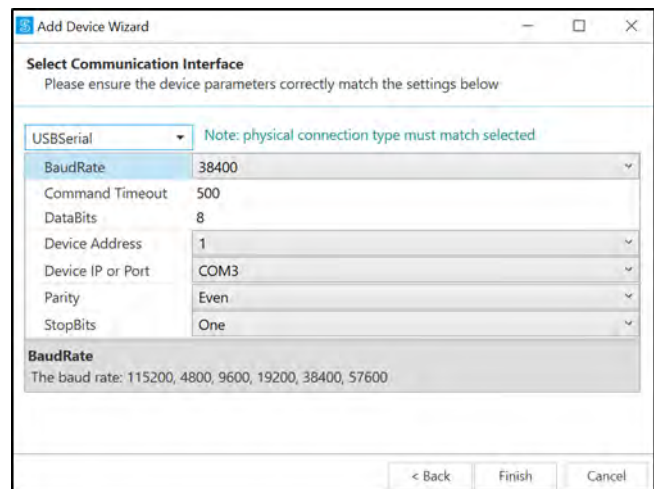 Add Device Wizard
Select Communication Interface
Please ensure the device parameters correctly match the settings below
USBSerial Note: physical connection type must match selected
BaudRate 38400
Command Timeout 500
DataBits 8
Device Address 1
Device IP or Port COM3
Parity Even
StopBits One
BaudRate
The baud rate: 115200, 4800, 9600, 19200, 38400, 57600
< Back Finish Cancel